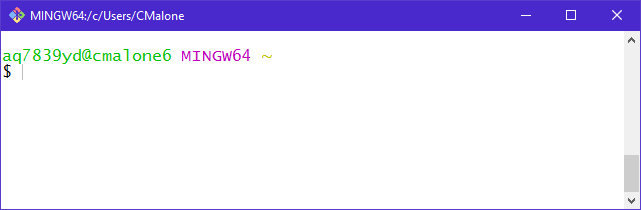 MINGW64:/c/Users/CMalone
aq7839yd@cmalone6 MINGW64 ~
$